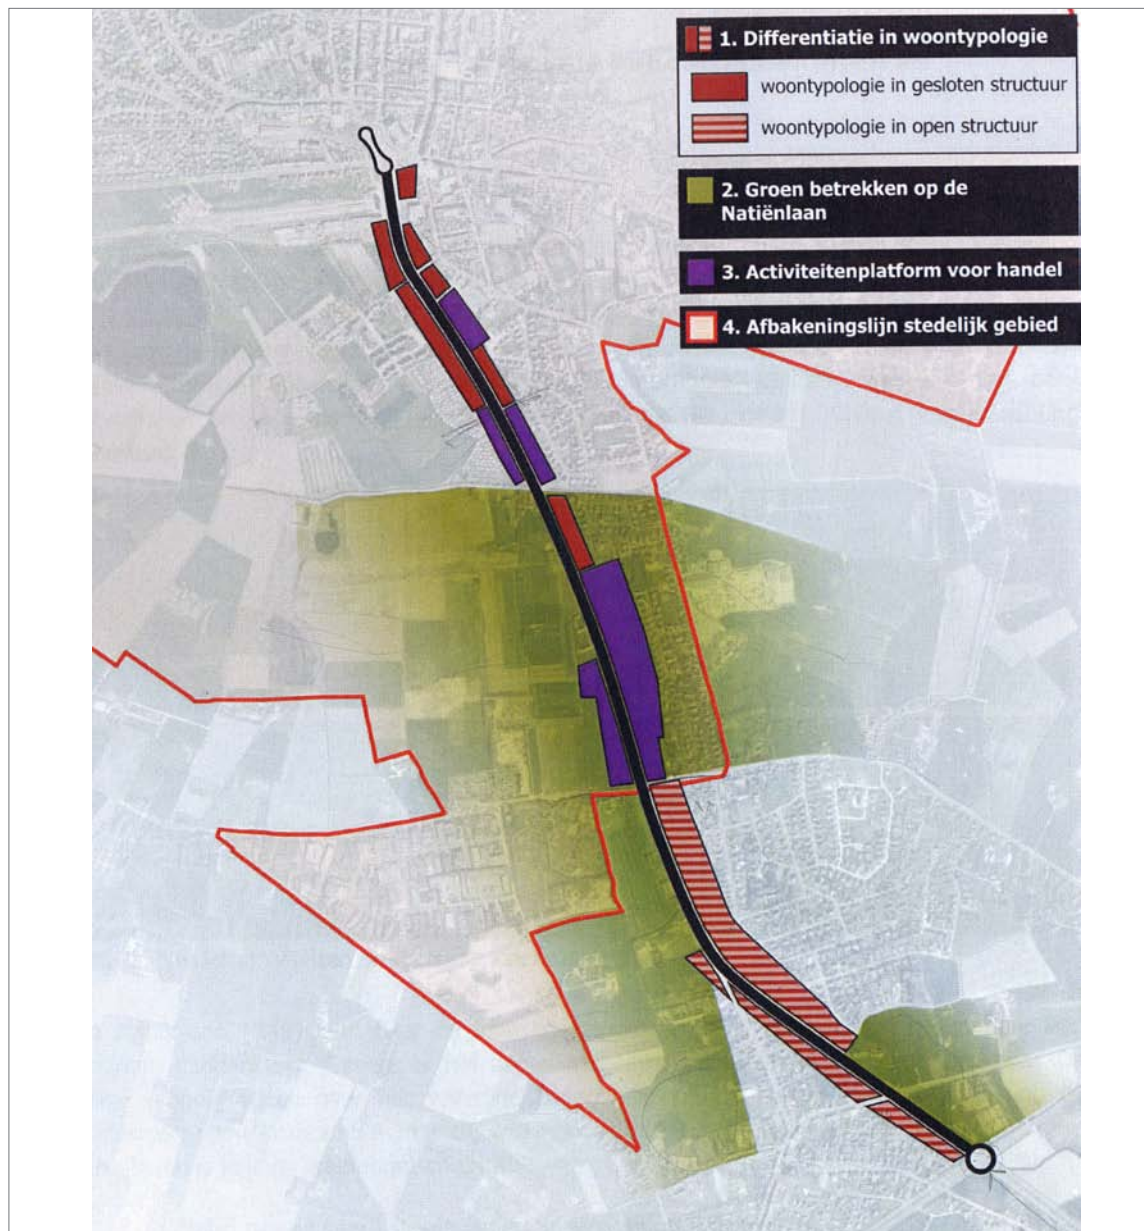 1. Differentiatie in woontypologie
woontypologie in gesloten structuur
woontypologie in open structuur
2. Groen betrekken op de
Natiënlaan
3. Activiteitenplatform voor handel
4. Afbakeningslijn stedelijk gebied